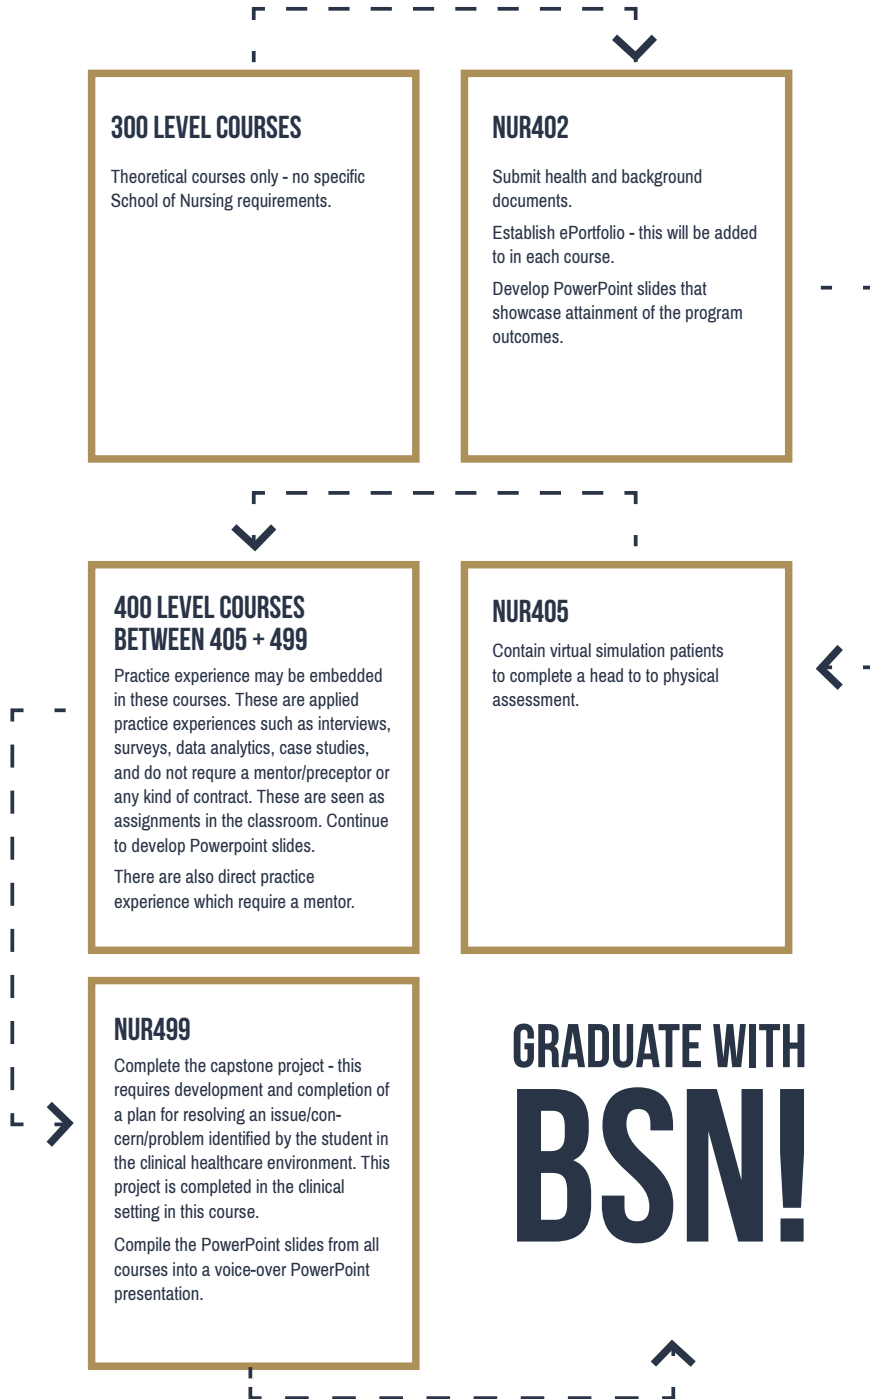 300 LEVEL COURSES
Theoretical courses only - no specific
School of Nursing requirements.
NUR402
Submit health and background
documents.
Establish ePortfolio - this will be added
to in each course.
Develop PowerPoint slides that
showcase attainment of the program
outcomes.
NUR405
Contain virtual simulation patients
to complete a head to to physical
assessment.
400 LEVEL COURSES
BETWEEN 405 + 499
Practice experience may be embedded
in these courses. These are applied
practice experiences such as interviews,
surveys, data analytics, case studies,
and do not requre a mentor/preceptor or
any kind of contract. These are seen as
assignments in the classroom. Continue
to develop Powerpoint slides.
There are also direct practice
experience which require a mentor.
NUR499
Complete the capstone project - this
requires development and completion of
a plan for resolving an issue/con-
cern/problem identified by the student in
the clinical healthcare environment. This
project is completed in the clinical
setting in this course.
Compile the PowerPoint slides from all
courses into a voice-over PowerPoint
presentation.
GRADUATE WITH
BSN!